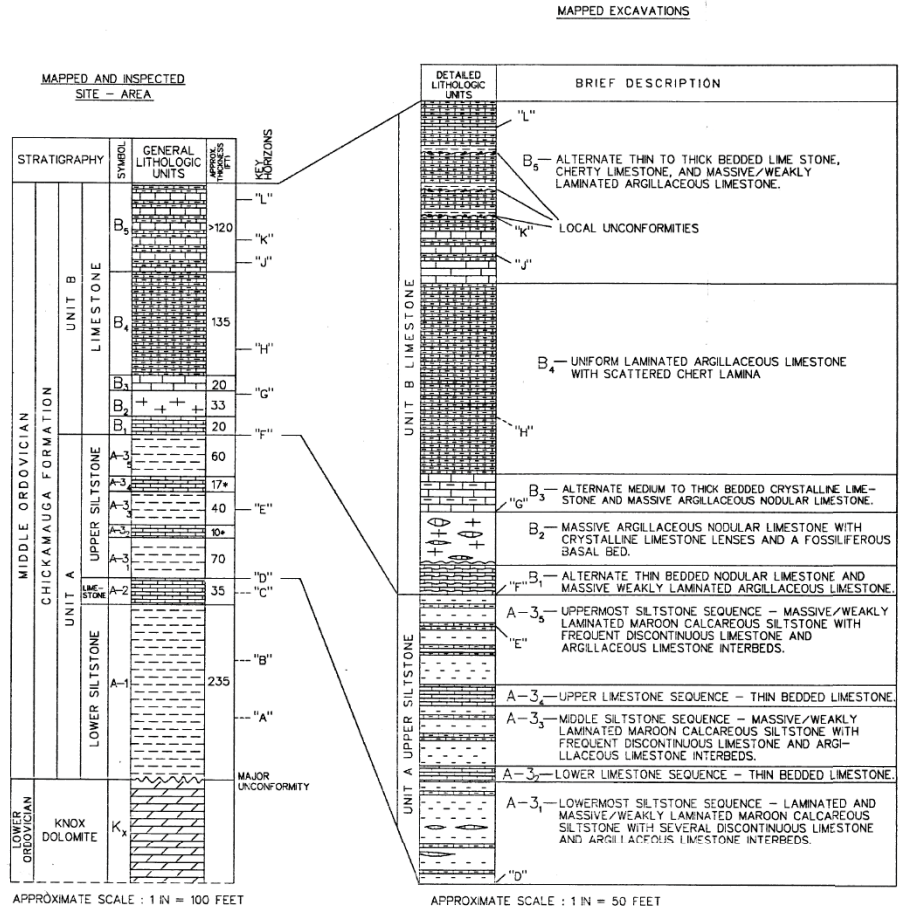 MAPPED EXCAVATIONS
MAPPED AND INSPECTED
SITE – AREA
STRATIGRAPHY
SYMBOL
GENERAL
LITHOLOGIC
UNITS
APPROX.
THICKNESS
(FT)
KEY
HORIZONS
MIDDLE ORDOVICIAN
CHICKAMAUGA FORMATION
UNIT B
LIMESTONE
B5
>120
"L"
"K"
"J"
B4
135
"H"
B3
20
"G"
B2
33
B1
20
"F"
UNIT A
UPPER SILTSTONE
A-35
60
A-34
17*
A-33
40
"E"
A-32
10*
A-31
70
"D"
LIME-
STONE
A-2
35
"C"
LOWER SILTSTONE
A-1
235
"B"
"A"
MAJOR
UNCONFORMITY
LOWER
ORDOVICIAN
KNOX
DOLOMITE
Kx
APPROXIMATE SCALE : 1 IN = 100 FEET
DETAILED
LITHOLOGIC
UNITS
BRIEF DESCRIPTION
UNIT B LIMESTONE
"L"
B5 — ALTERNATE THIN TO THICK BEDDED LIME STONE,
CHERTY LIMESTONE, AND MASSIVE/WEAKLY
LAMINATED ARGILLACEOUS LIMESTONE.
"K"
LOCAL UNCONFORMITIES
"J"
B4 — UNIFORM LAMINATED ARGILLACEOUS LIMESTONE
WITH SCATTERED CHERT LAMINA
"H"
B3 — ALTERNATE MEDIUM TO THICK BEDDED CRYSTALLINE LIME-
STONE AND MASSIVE ARGILLACEOUS NODULAR LIMESTONE.
"G"
B2 — MASSIVE ARGILLACEOUS NODULAR LIMESTONE WITH
CRYSTALLINE LIMESTONE LENSES AND A FOSSILIFEROUS
BASAL BED.
B1 — ALTERNATE THIN BEDDED NODULAR LIMESTONE AND
MASSIVE WEAKLY LAMINATED ARGILLACEOUS LIMESTONE.
"F"
UNIT A UPPER SILTSTONE
A-35 — UPPERMOST SILTSTONE SEQUENCE – MASSIVE/WEAKLY
LAMINATED MAROON CALCAREOUS SILTSTONE WITH
FREQUENT DISCONTINUOUS LIMESTONE AND
ARGILLACEOUS LIMESTONE INTERBEDS.
"E"
A-34 — UPPER LIMESTONE SEQUENCE – THIN BEDDED LIMESTONE.
A-33 — MIDDLE SILTSTONE SEQUENCE – MASSIVE/WEAKLY
LAMINATED MAROON CALCAREOUS SILTSTONE WITH
FREQUENT DISCONTINUOUS LIMESTONE AND ARGI-
LLACEOUS LIMESTONE INTERBEDS.
A-32 — LOWER LIMESTONE SEQUENCE – THIN BEDDED LIMESTONE.
A-31 — LOWERMOST SILTSTONE SEQUENCE – LAMINATED AND
MASSIVE/WEAKLY LAMINATED MAROON CALCAREOUS
SILTSTONE WITH SEVERAL DISCONTINUOUS LIMESTONE
AND ARGILLACEOUS LIMESTONE INTERBEDS.
"D"
APPROXIMATE SCALE : 1 IN = 50 FEET